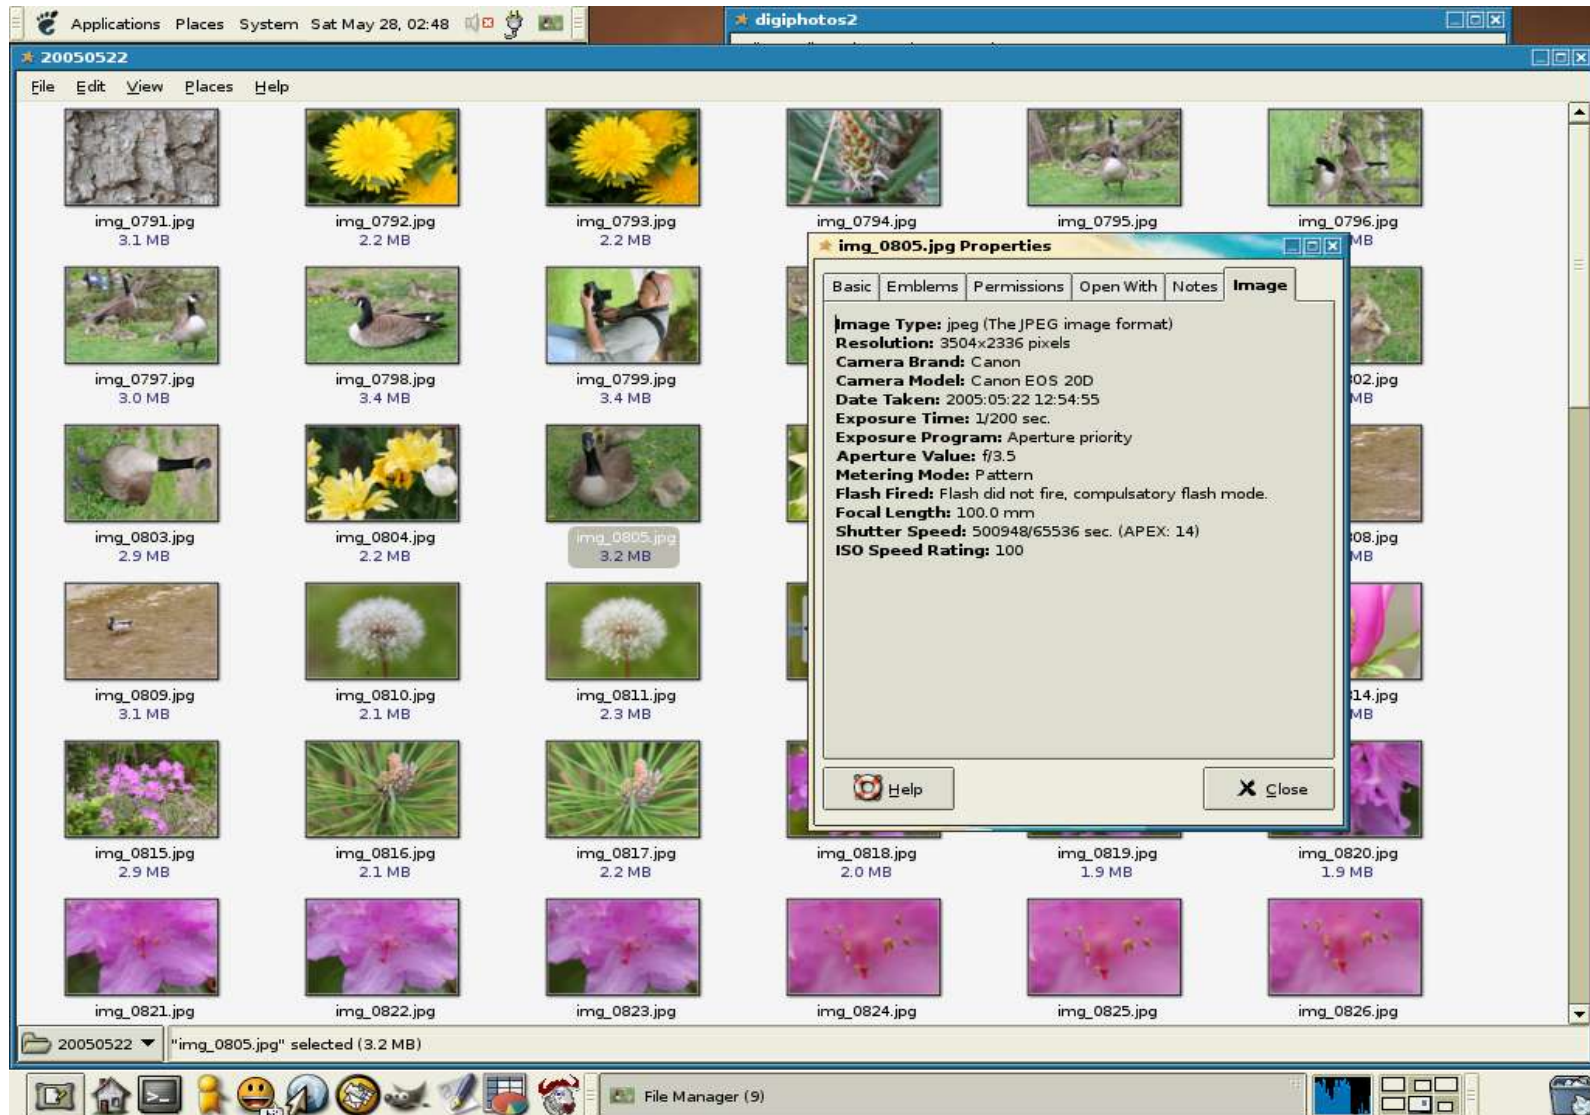 Applications Places System Sat May 28, 02:48
digiphotos2
20050522
File Edit View Places Help
img_0791.jpg img_0792.jpg img_0793.jpg img_0794.jpg img_0795.jpg img_0796.jpg
3.1 MB 2.2 MB 2.2 MB MB
img_0805.jpg Properties
Basic Emblems Permissions Open With Notes Image
Image Type: jpeg (The JPEG image format)
Resolution: 3504x2336 pixels
Camera Brand: Canon
Camera Model: Canon EOS 20D
Date Taken: 2005:05:22 12:54:55
Exposure Time: 1/200 sec.
Exposure Program: Aperture priority
Aperture Value: f/3.5
Metering Mode: Pattern
Flash Fired: Flash did not fire, compulsatory flash mode.
Focal Length: 100.0 mm
Shutter Speed: 500948/65536 sec. (APEX: 14)
ISO Speed Rating: 100
Help Close
img_0797.jpg img_0798.jpg img_0799.jpg 02.jpg
3.0 MB 3.4 MB 3.4 MB MB
img_0803.jpg img_0804.jpg img_0805.jpg 08.jpg
2.9 MB 2.2 MB 3.2 MB MB
img_0809.jpg img_0810.jpg img_0811.jpg 14.jpg
3.1 MB 2.1 MB 2.3 MB MB
img_0815.jpg img_0816.jpg img_0817.jpg img_0818.jpg img_0819.jpg img_0820.jpg
2.9 MB 2.1 MB 2.2 MB 2.0 MB 1.9 MB 1.9 MB
img_0821.jpg img_0822.jpg img_0823.jpg img_0824.jpg img_0825.jpg img_0826.jpg
20050522 "img_0805.jpg" selected (3.2 MB)
File Manager (9)